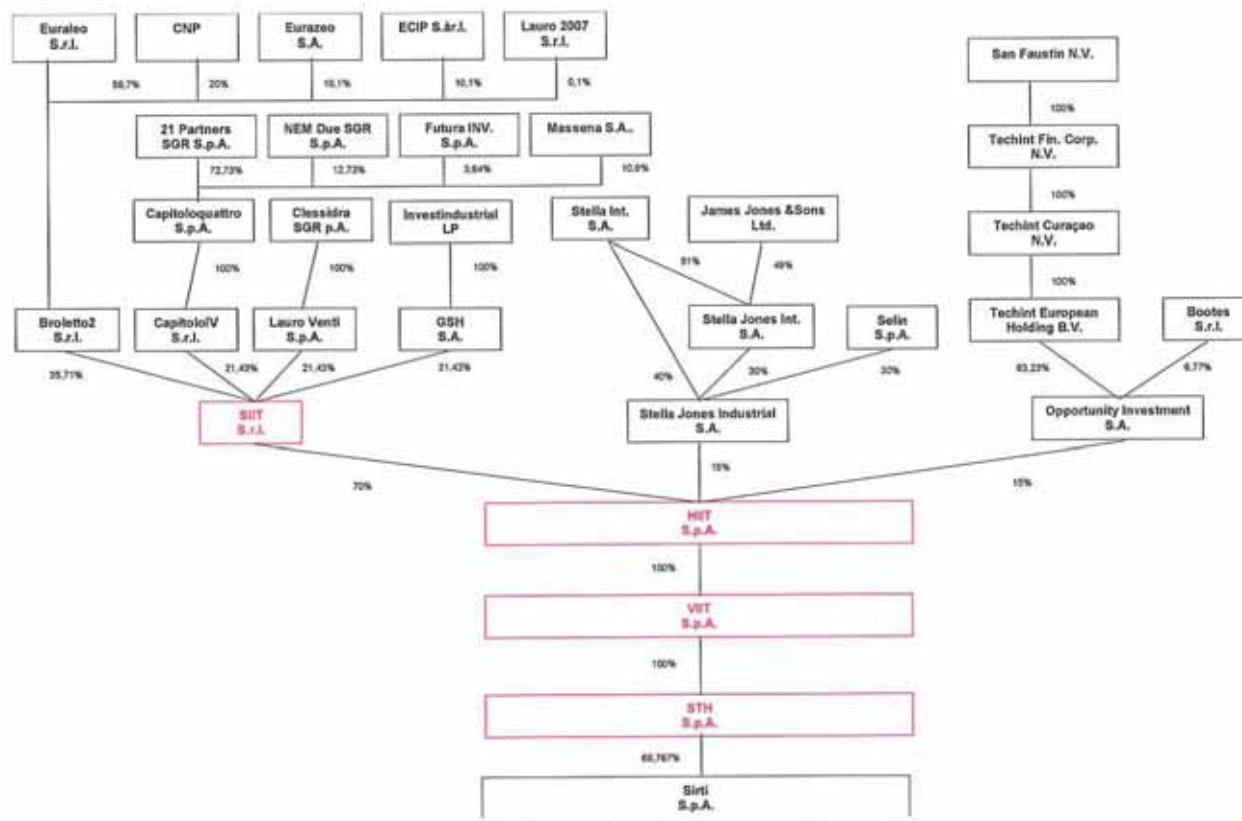 Euraleo
S.r.l.
CNP
Eurazeo
S.A.
ECIP S.àr.l.
Lauro 2007
S.r.l.
San Faustin N.V.
20%
10,1%
10,1%
0,1%
100%
21 Partners
SGR S.p.A.
NEM Due SGR
S.p.A.
Futura INV.
S.p.A.
Massena S.A..
Techint Fin. Corp.
N.V.
72,73%
12,73%
3,64%
100%
Capitoloquattro
S.p.A.
Clessidra
SGR p.A.
Investindustrial
LP
Stella Int.
S.A.
James Jones &Sons
Ltd.
Techint Curaçao
N.V.
100%
100%
100%
51%
49%
100%
Broletto2
S.r.l.
CapitoloIV
S.r.l.
Lauro Venti
S.p.A.
GSH
S.A.
Stella Jones Int.
S.A.
Selin
S.p.A.
Techint European
Holding B.V.
Bootes
S.r.l.
35,71%
21,43%
21,43%
21,43%
40%
30%
30%
6,77%
SIIT
S.r.l.
Stella Jones Industrial
S.A.
Opportunity Investment
S.A.
70%
15%
15%
HIIT
S.p.A.
100%
VIIT
S.p.A.
100%
STH
S.p.A.
Sirti
S.p.A.